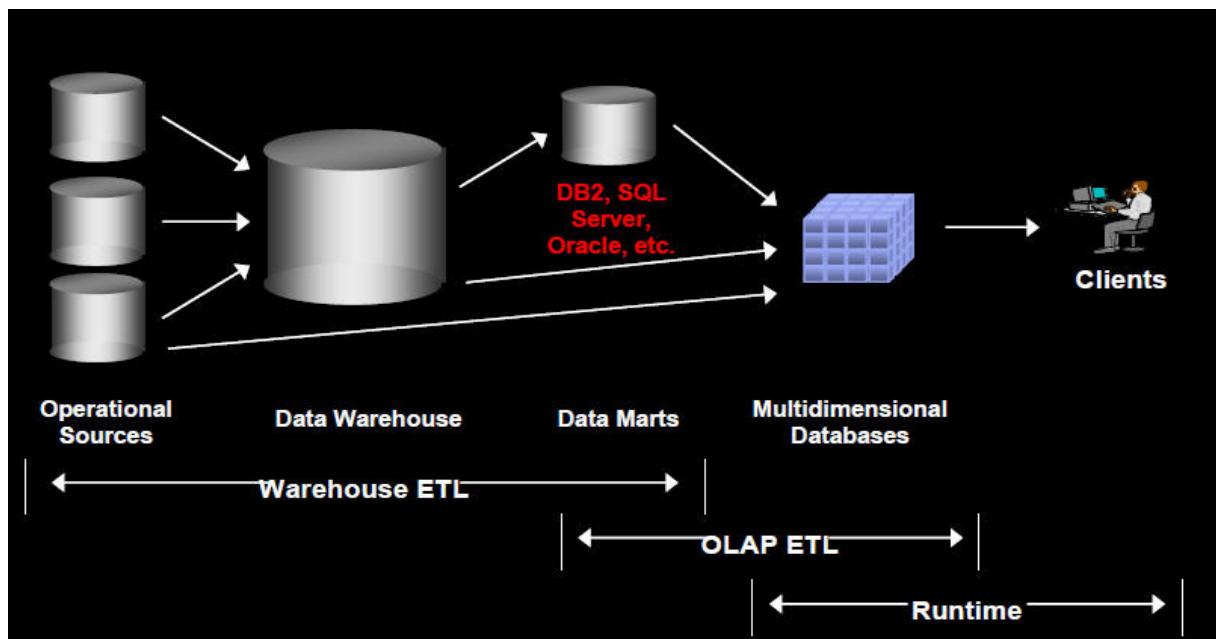 DB2, SQL
Server,
Oracle, etc.
Clients
Operational
Sources
Data Warehouse
Data Marts
Multidimensional
Databases
Warehouse ETL
OLAP ETL
Runtime